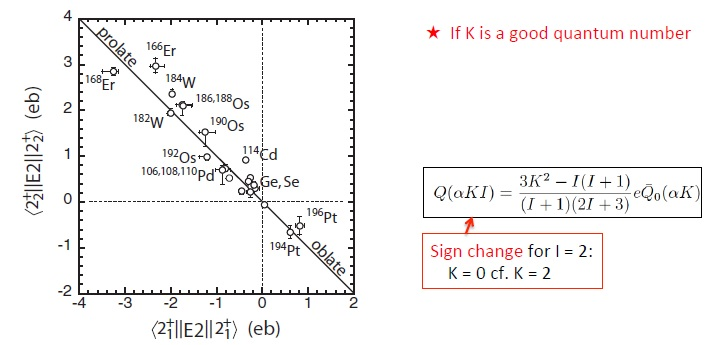 ★ If K is a good quantum number
4
3
2
1
0
-1
-2
-4
-3
-2
-1
0
1
2
⟨2₂⁺||E2||2₂⁺⟩ (eb)
⟨2₁⁺||E2||2₁⁺⟩ (eb)
prolate
oblate
¹⁶⁶Er
¹⁶⁸Er
¹⁸⁴W
¹⁸⁶,¹⁸⁸Os
¹⁸²W
¹⁹⁰Os
¹¹⁴Cd
¹⁹²Os
¹⁰⁶,¹⁰⁸,¹¹⁰Pd
Ge, Se
¹⁹⁶Pt
¹⁹⁴Pt
Q(αKI) = \frac{3K² − I(I + 1)}{(I + 1)(2I + 3)} eQ̄₀(αK)
Sign change for I = 2:
K = 0 cf. K = 2